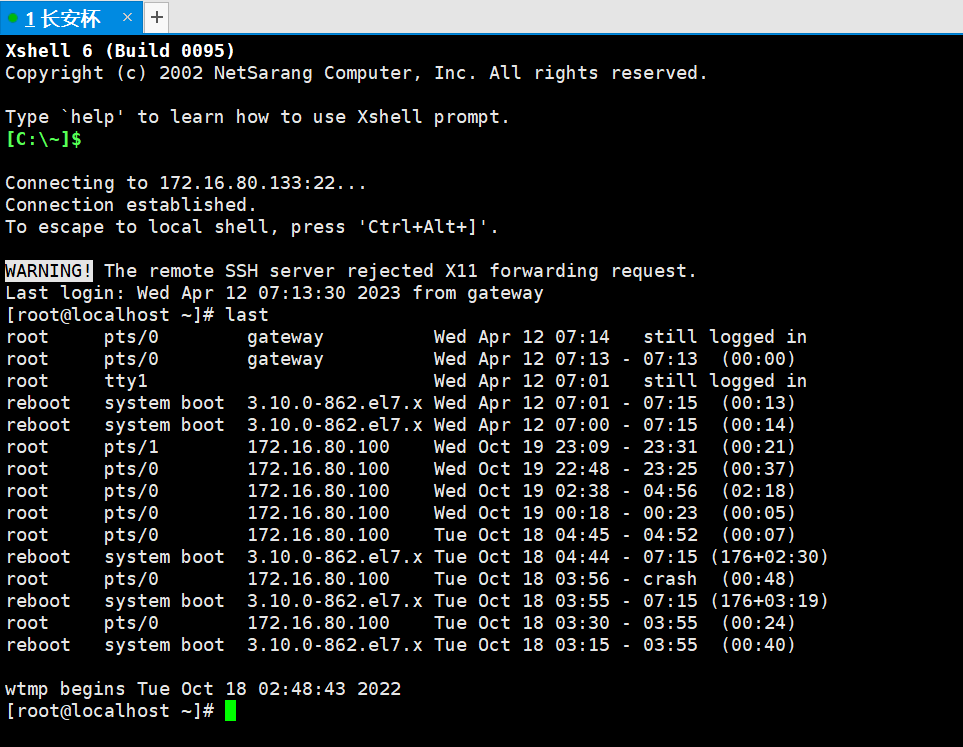 1 长安杯 × +
Xshell 6 (Build 0095)
Copyright (c) 2002 NetSarang Computer, Inc. All rights reserved.
Type `help' to learn how to use Xshell prompt.
[C:\~]$
Connecting to 172.16.80.133:22...
Connection established.
To escape to local shell, press 'Ctrl+Alt+]'.
WARNING! The remote SSH server rejected X11 forwarding request.
Last login: Wed Apr 12 07:13:30 2023 from gateway
[root@localhost ~]# last
root     pts/0        gateway          Wed Apr 12 07:14   still logged in
root     pts/0        gateway          Wed Apr 12 07:13 - 07:13  (00:00)
root     tty1                          Wed Apr 12 07:01   still logged in
reboot   system boot  3.10.0-862.el7.x Wed Apr 12 07:01 - 07:15  (00:13)
reboot   system boot  3.10.0-862.el7.x Wed Apr 12 07:00 - 07:15  (00:14)
root     pts/1        172.16.80.100    Wed Oct 19 23:09 - 23:31  (00:21)
root     pts/0        172.16.80.100    Wed Oct 19 22:48 - 23:25  (00:37)
root     pts/0        172.16.80.100    Wed Oct 19 02:38 - 04:56  (02:18)
root     pts/0        172.16.80.100    Wed Oct 19 00:18 - 00:23  (00:05)
root     pts/0        172.16.80.100    Tue Oct 18 04:45 - 04:52  (00:07)
reboot   system boot  3.10.0-862.el7.x Tue Oct 18 04:44 - 07:15 (176+02:30)
root     pts/0        172.16.80.100    Tue Oct 18 03:56 - crash  (00:48)
reboot   system boot  3.10.0-862.el7.x Tue Oct 18 03:55 - 07:15 (176+03:19)
root     pts/0        172.16.80.100    Tue Oct 18 03:30 - 03:55  (00:24)
reboot   system boot  3.10.0-862.el7.x Tue Oct 18 03:15 - 03:55  (00:40)
wtmp begins Tue Oct 18 02:48:43 2022
[root@localhost ~]#